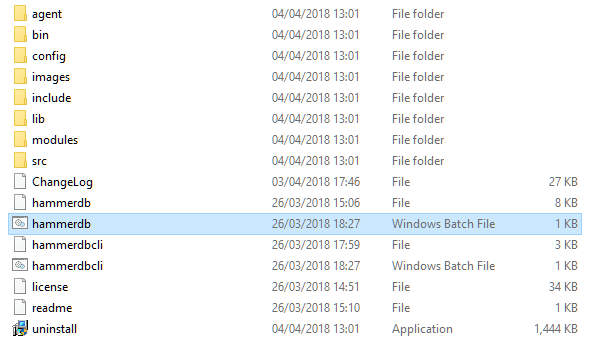 agent 04/04/2018 13:01 File folder
bin 04/04/2018 13:01 File folder
config 04/04/2018 13:01 File folder
images 04/04/2018 13:01 File folder
include 04/04/2018 13:01 File folder
lib 04/04/2018 13:01 File folder
modules 04/04/2018 13:01 File folder
src 04/04/2018 13:01 File folder
ChangeLog 03/04/2018 17:46 File 27 KB
hammerdb 26/03/2018 15:06 File 8 KB
hammerdb 26/03/2018 18:27 Windows Batch File 1 KB
hammerdbcli 26/03/2018 17:59 File 3 KB
hammerdbcli 26/03/2018 18:27 Windows Batch File 1 KB
license 26/03/2018 14:51 File 34 KB
readme 26/03/2018 15:10 File 1 KB
uninstall 04/04/2018 13:01 Application 1,444 KB